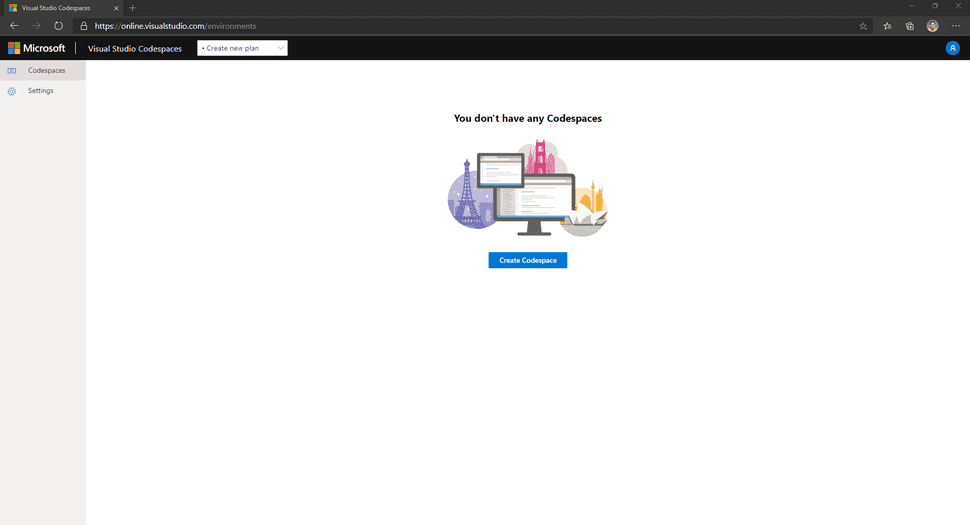 Visual Studio Codespaces
https://online.visualstudio.com/environments
Microsoft
Visual Studio Codespaces
• Create new plan
Codespaces
Settings
You don't have any Codespaces
Create Codespace